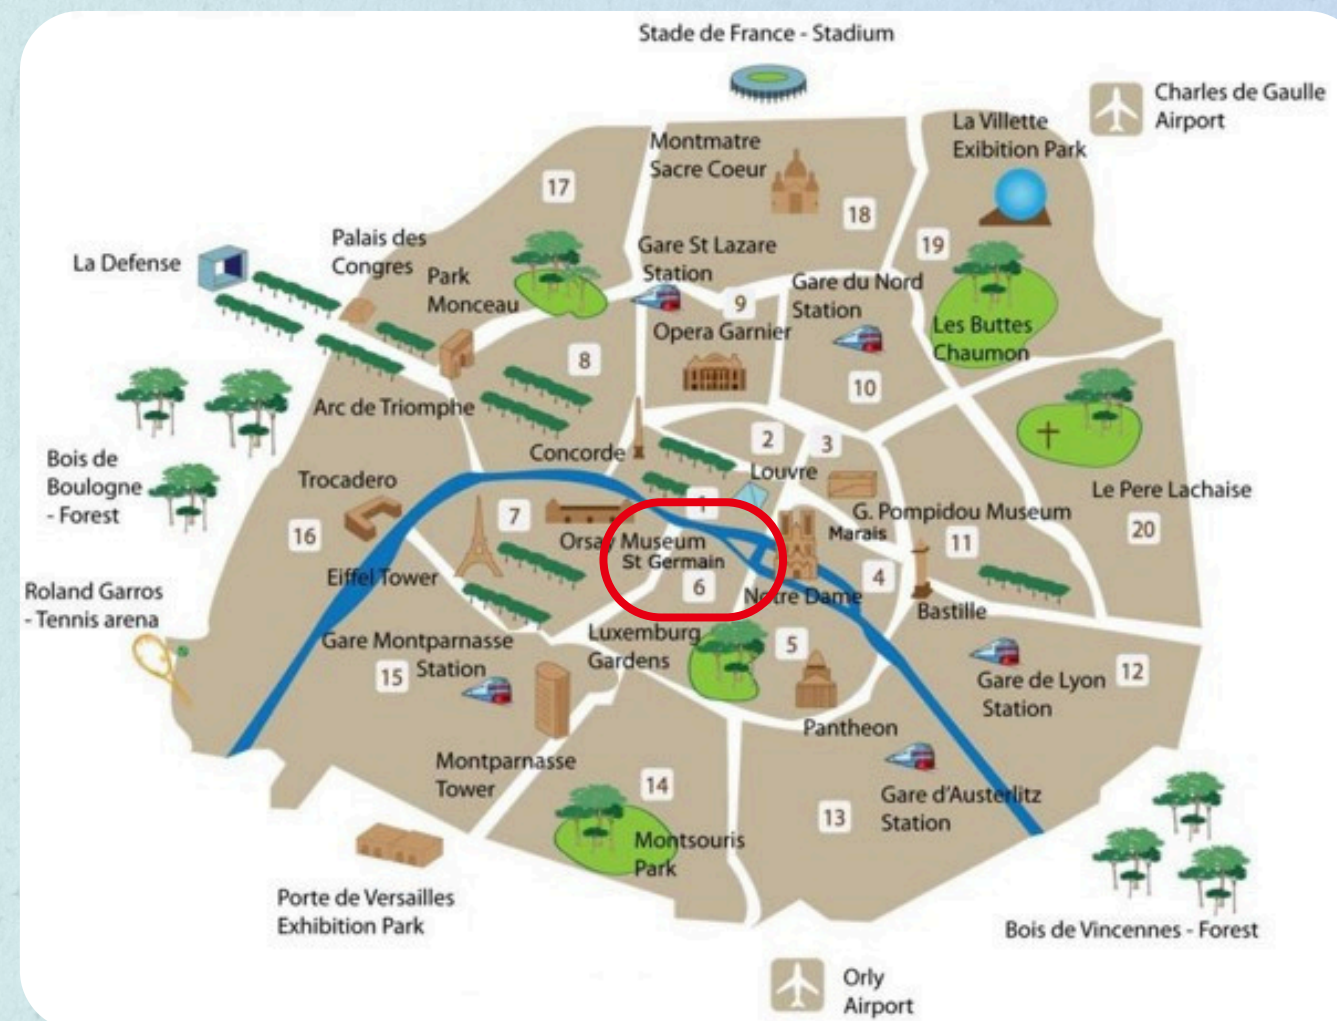 Stade de France - Stadium
Charles de Gaulle
Airport
La Villette
Exibition Park
Montmatre
Sacre Coeur
17
18
19
Palais des
Congres
La Defense
Park
Monceau
Gare St Lazare
Station
Gare du Nord
Station
9
Opera Garnier
Les Buttes
Chaumon
8
10
Arc de Triomphe
Concorde
2
3
Louvre
Bois de
Boulogne
- Forest
Trocadero
Le Pere Lachaise
1
G. Pompidou Museum
7
16
Orsay Museum
Marais
11
20
St Germain
Eiffel Tower
6
4
Roland Garros
- Tennis arena
Notre Dame
Bastille
Gare Montparnasse
Station
Luxemburg
Gardens
5
15
Gare de Lyon
Station
12
Pantheon
Montparnasse
Tower
14
13
Gare d'Austerlitz
Station
Montsouris
Park
Porte de Versailles
Exhibition Park
Bois de Vincennes - Forest
Orly
Airport